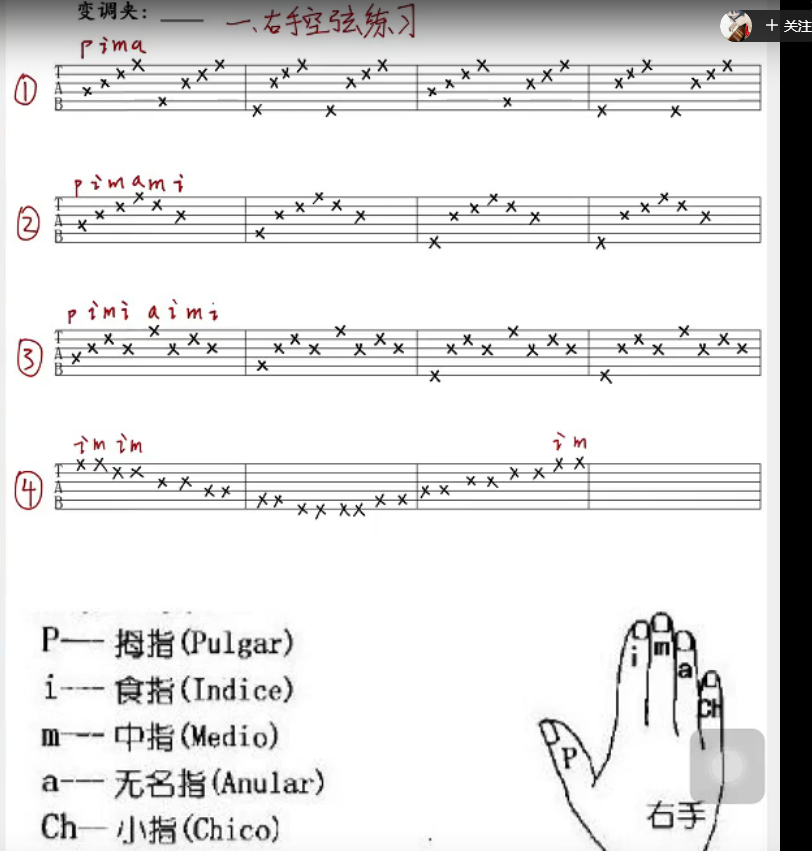 变调夹: ____ 一、右手空弦练习
+ 关注
p i m a
① T A B
p i m a m i
② T A B
p i m i a i m i
③ T A B
i m i m i m
④ T A B
P--- 拇指(Pulgar)
i--- 食指(Indice)
m--- 中指(Medio)
a--- 无名指(Anular)
Ch-- 小指(Chico)
i m a Ch
P
右手